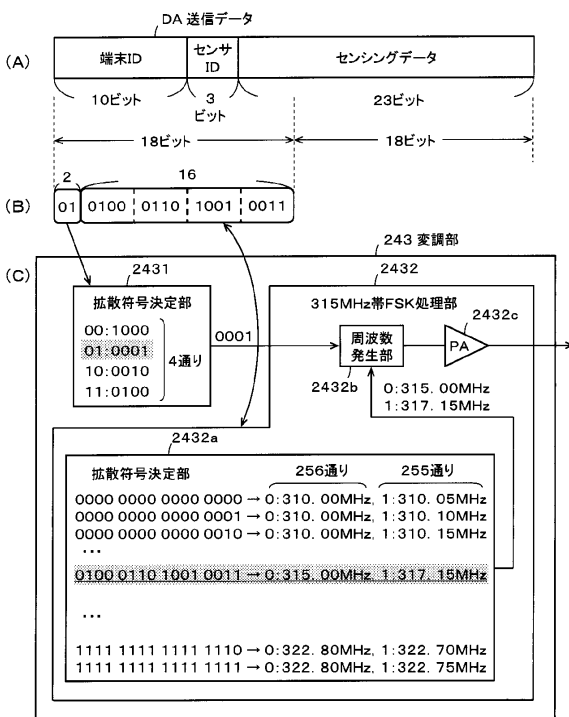 DA 送信データ
(A)
端末ID
センサ
ID
センシングデータ
10ビット
3
ビット
23ビット
18ビット
18ビット
2
16
(B)
01
0100
0110
1001
0011
243 変調部
(C)
2431
2432
拡散符号決定部
00:1000
01:0001
10:0010
11:0100
4通り
0001
315MHz帯FSK処理部
2432c
周波数
発生部
PA
2432b
0:315.00MHz
1:317.15MHz
2432a
拡散符号決定部
256通り
255通り
0000 0000 0000 0000→0:310.00MHz, 1:310.05MHz
0000 0000 0000 0001→0:310.00MHz, 1:310.10MHz
0000 0000 0000 0010→0:310.00MHz, 1:310.15MHz
...
0100 0110 1001 0011→0:315.00MHz, 1:317.15MHz
...
1111 1111 1111 1110→0:322.80MHz, 1:322.70MHz
1111 1111 1111 1111→0:322.80MHz, 1:322.75MHz